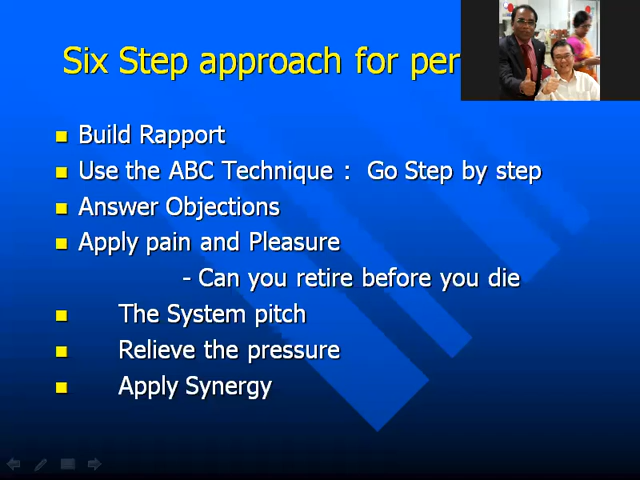 Six Step approach for per
Build Rapport
Use the ABC Technique : Go Step by step
Answer Objections
Apply pain and Pleasure
- Can you retire before you die
The System pitch
Relieve the pressure
Apply Synergy